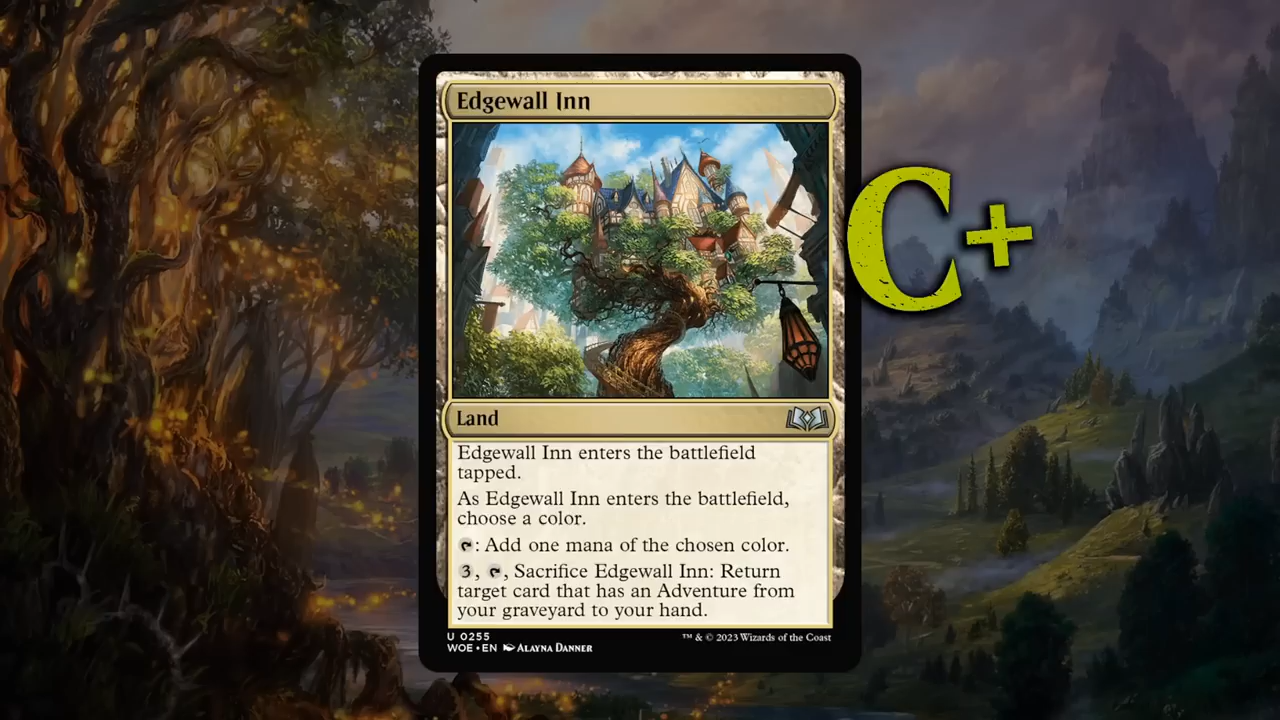 Edgewall Inn
C+
Land
Edgewall Inn enters the battlefield
tapped.
As Edgewall Inn enters the battlefield,
choose a color.
: Add one mana of the chosen color.
3, , Sacrifice Edgewall Inn: Return
target card that has an Adventure from
your graveyard to your hand.
U 0255
WOE • EN Alayna Danner
™ & © 2023 Wizards of the Coast